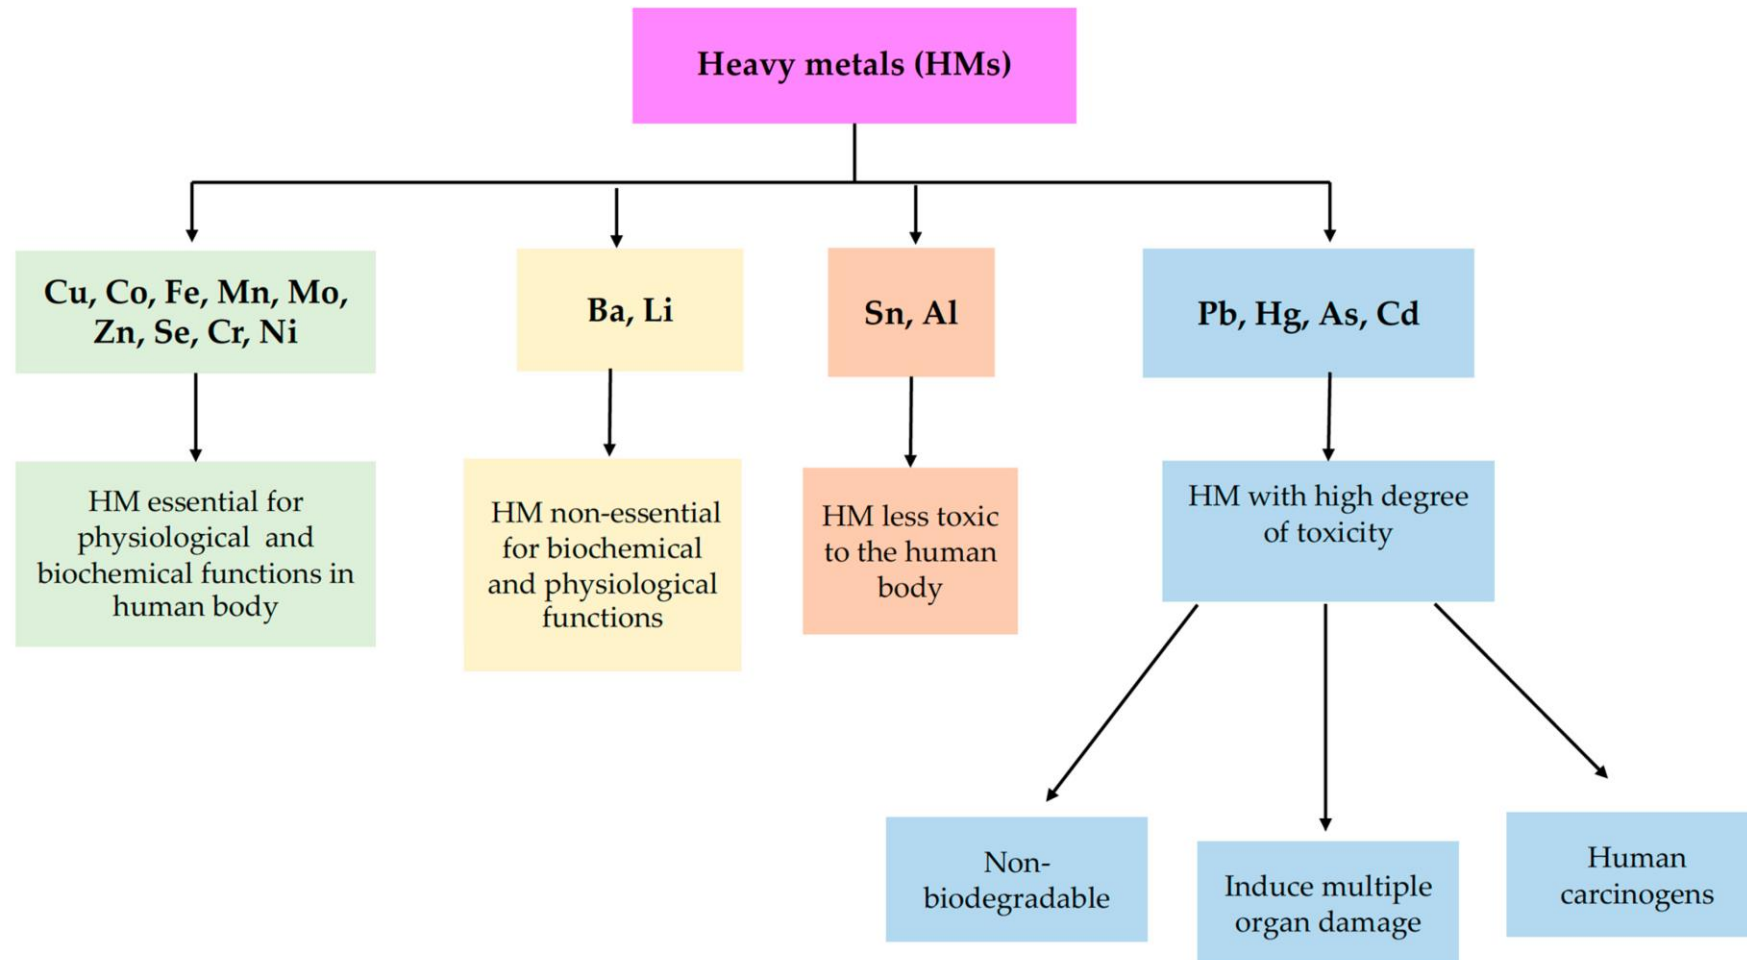 Heavy metals (HMs)
Cu, Co, Fe, Mn, Mo,
Zn, Se, Cr, Ni
Ba, Li
Sn, Al
Pb, Hg, As, Cd
HM essential for
physiological and
biochemical functions in
human body
HM non-essential
for biochemical
and physiological
functions
HM less toxic
to the human
body
HM with high degree
of toxicity
Non-
biodegradable
Induce multiple
organ damage
Human
carcinogens